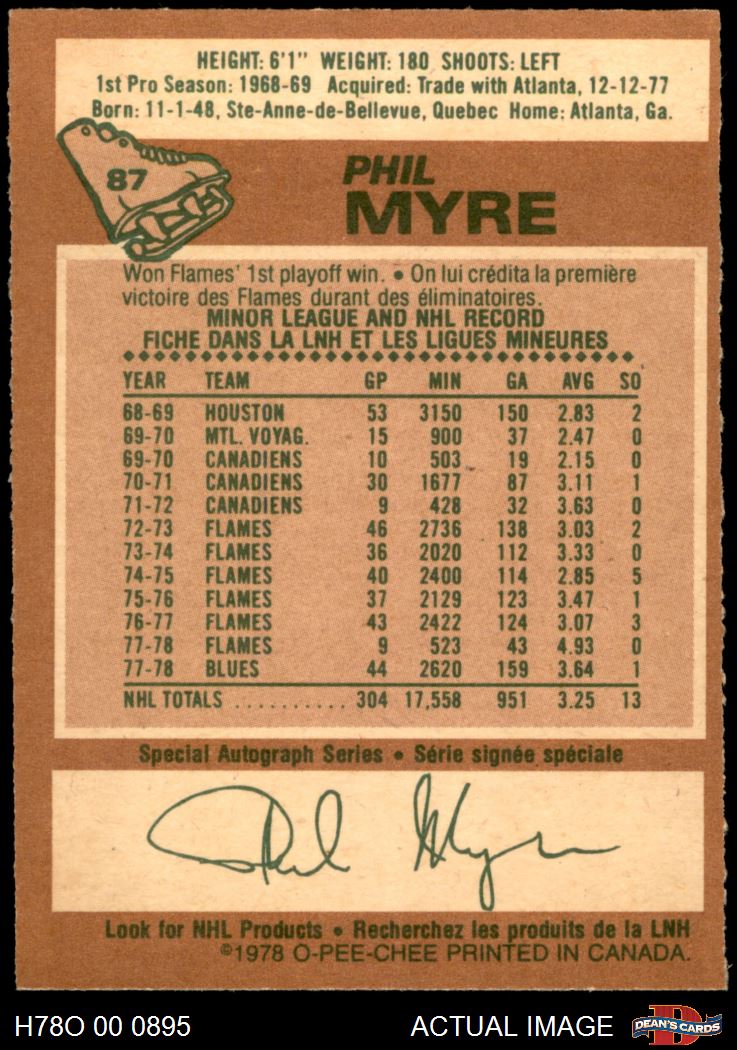 HEIGHT: 6'1" WEIGHT: 180 SHOOTS: LEFT
1st Pro Season: 1968-69 Acquired: Trade with Atlanta, 12-12-77
Born: 11-1-48, Ste-Anne-de-Bellevue, Quebec Home: Atlanta, Ga.
87
PHIL
MYRE
Won Flames' 1st playoff win. • On lui crédita la première
victoire des Flames durant des éliminatoires.
MINOR LEAGUE AND NHL RECORD
FICHE DANS LA LNH ET LES LIGUES MINEURES
YEAR TEAM GP MIN GA AVG SO
68-69 HOUSTON 53 3150 150 2.83 2
69-70 MTL. VOYAG. 15 900 37 2.47 0
69-70 CANADIENS 10 503 19 2.15 0
70-71 CANADIENS 30 1677 87 3.11 1
71-72 CANADIENS 9 428 32 3.63 0
72-73 FLAMES 46 2736 138 3.03 2
73-74 FLAMES 36 2020 112 3.33 0
74-75 FLAMES 40 2400 114 2.85 5
75-76 FLAMES 37 2129 123 3.47 1
76-77 FLAMES 43 2422 124 3.07 3
77-78 FLAMES 9 523 43 4.93 0
77-78 BLUES 44 2620 159 3.64 1
NHL TOTALS .......... 304 17,558 951 3.25 13
Special Autograph Series • Série signée spéciale
Phil Myre
Look for NHL Products • Recherchez les produits de la LNH
©1978 O-PEE-CHEE PRINTED IN CANADA.
H78O 00 0895 ACTUAL IMAGE DEAN'S CARDS